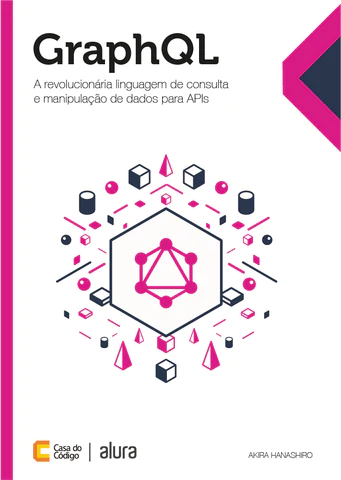 GraphQL
A revolucionária linguagem de consulta
e manipulação de dados para APIs
Casa do
Código
alura
AKIRA HANASHIRO